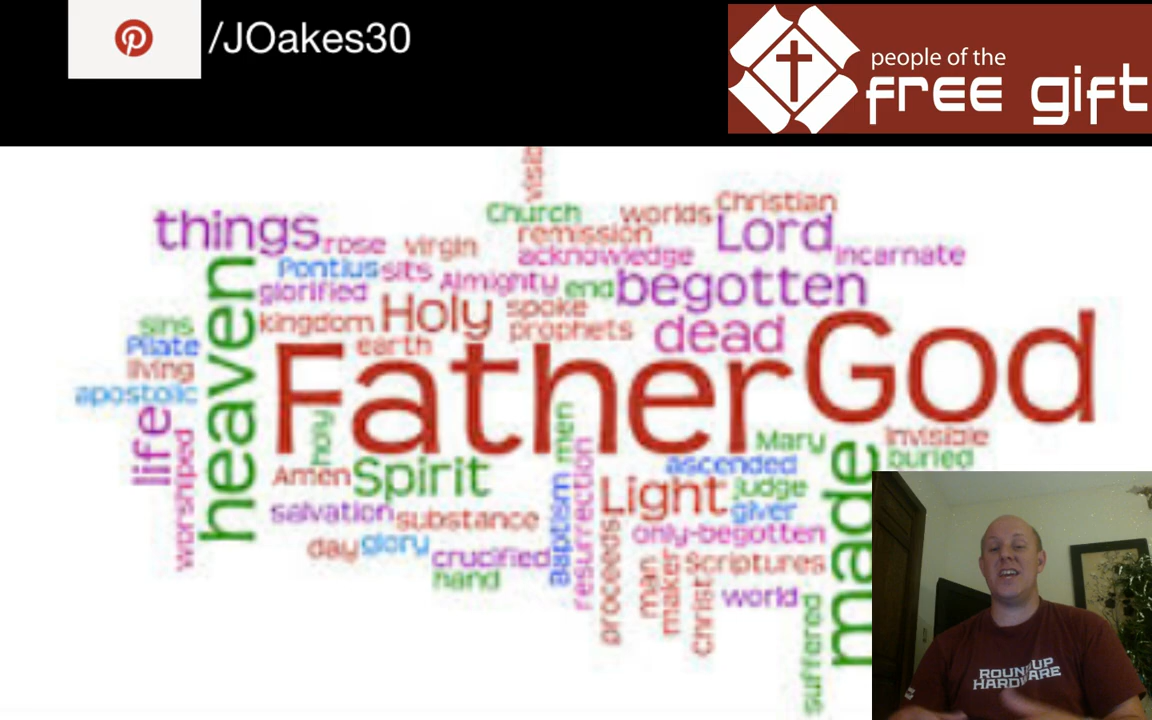 /JOakes30
people of the
free gift
visib
things
rose
virgin
Church
worlds
Christian
remission
Lord
acknowledge
Incarnate
Pontius
sits
Almighty
end
begotten
glorified
heaven
kingdom
Holy
spoke
prophets
dead
earth
sins
Pilate
living
apostolic
life
worshipped
Father
God
holy
men
Mary
invisible
buried
Amen
Spirit
ascended
Light
judge
giver
made
salvation
substance
baptism
resurrection
only-begotten
day
glory
crucified
hand
proceeds
man
maker
Scriptures
christ
world
suffered
ROUNDUP
HARDWARE